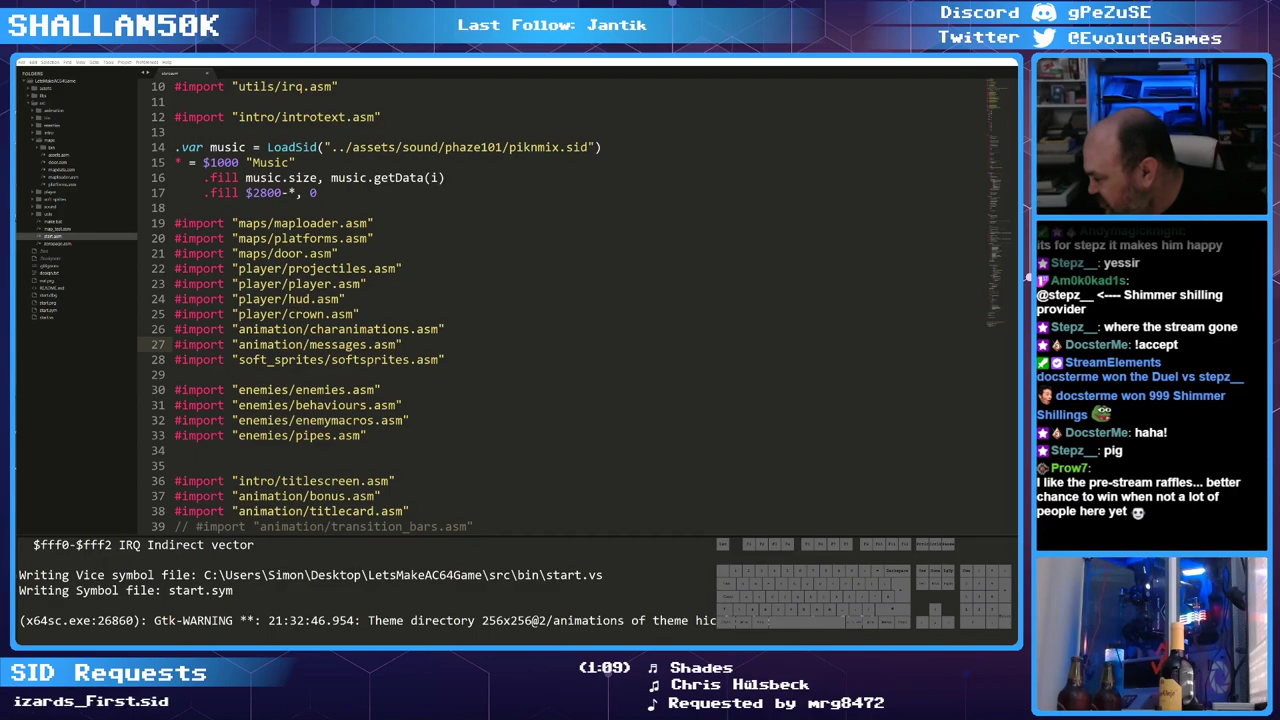 SHALLAN50K
Last Follow: Jantik
Discord gPeZuSE
Twitter @EvoluteGames
FOLDERS
LetsMakeAC64Game
10 #import "utils/irq.asm"
11
12 #import "intro/introtext.asm"
13
14 .var music = LoadSid("../assets/sound/phaze101/piknmix.sid")
15 * = $1000 "Music"
16 .fill music.size, music.getData(i)
17 .fill $2800-*, 0
18
19 #import "maps/maploader.asm"
20 #import "maps/platforms.asm"
21 #import "maps/door.asm"
22 #import "player/projectiles.asm"
23 #import "player/player.asm"
24 #import "player/hud.asm"
25 #import "player/crown.asm"
26 #import "animation/charanimations.asm"
27 #import "animation/messages.asm"
28 #import "soft_sprites/softsprites.asm"
29
30 #import "enemies/enemies.asm"
31 #import "enemies/behaviours.asm"
32 #import "enemies/enemymacros.asm"
33 #import "enemies/pipes.asm"
34
35
36 #import "intro/titlescreen.asm"
37 #import "animation/bonus.asm"
38 #import "animation/titlecard.asm"
39 // #import "animation/transition_bars.asm"
$fff0-$fff2 IRQ Indirect vector
Writing Vice symbol file: C:\Users\Simon\Desktop\LetsMakeAC64Game\src\bin\start.vs
Writing Symbol file: start.sym
(x64sc.exe:26860): Gtk-WARNING **: 21:32:46.954: Theme directory 256x256@2/animations of theme hic
Andymagicknight:
its for stepz it makes him happy
Stepz__: yessir
Am0k0kad1s:
@stepz__ <---- Shimmer shilling
provider
Stepz__: where the stream gone
DocsterMe: !accept
StreamElements
docsterme won the Duel vs stepz__
docsterme won 999 Shimmer
Shillings
DocsterMe: haha!
Stepz__: pig
Prow7:
I like the pre-stream raffles... better
chance to win when not a lot of
people here yet
SID Requests
izards_First.sid
(1:09) Shades
Chris Hülsbeck
Requested by mrg8472